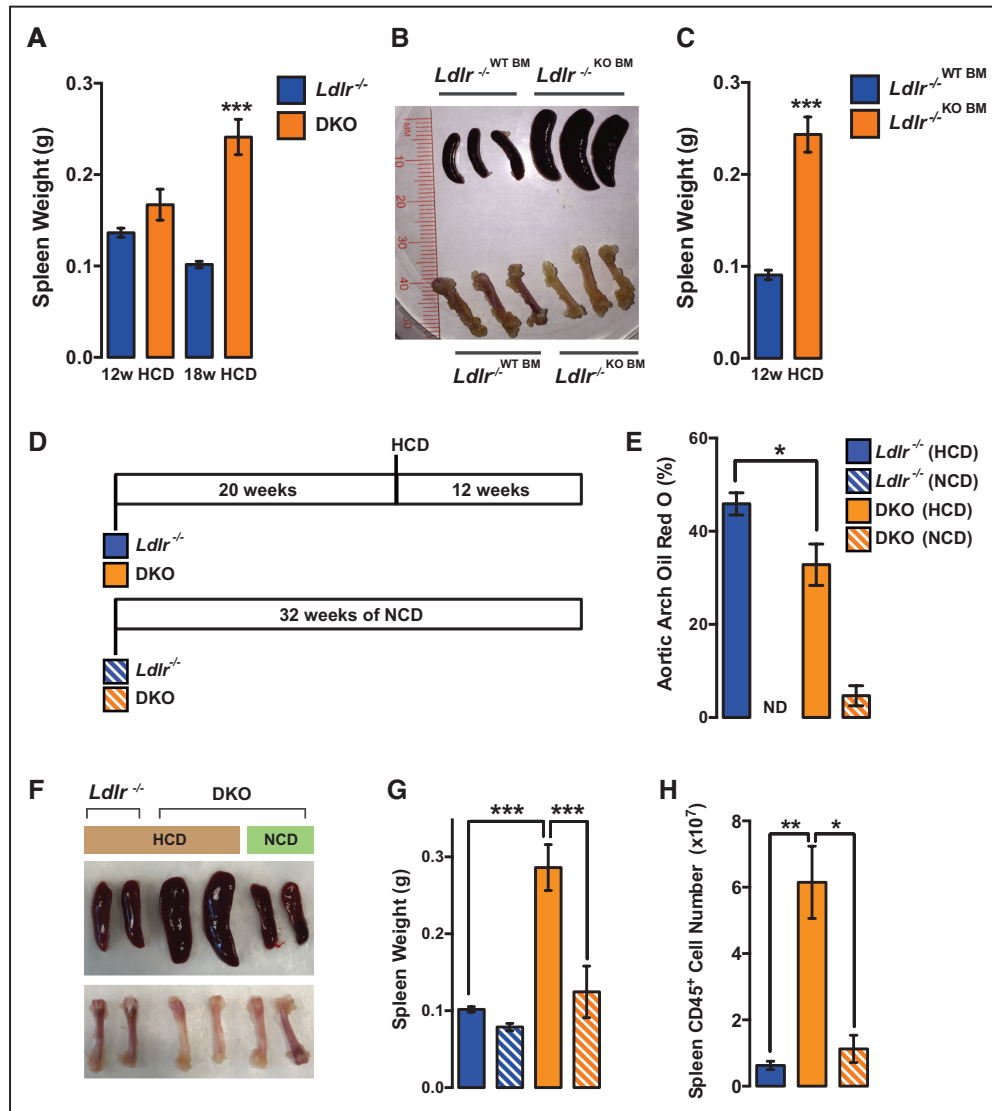 A
Ldlr-/-
DKO
***
Spleen Weight (g)
0.3
0.2
0.1
0.0
12w HCD 18w HCD
B
Ldlr -/- WT BM
Ldlr -/- KO BM
MM
10
20
30
40
Ldlr-/- WT BM
Ldlr-/- KO BM
C
Ldlr-/- WT BM
Ldlr-/- KO BM
***
Spleen Weight (g)
0.3
0.2
0.1
0.0
12w HCD
D
HCD
20 weeks
12 weeks
Ldlr-/-
DKO
32 weeks of NCD
Ldlr-/-
DKO
E
Ldlr-/- (HCD)
Ldlr-/- (NCD)
DKO (HCD)
DKO (NCD)
*
Aortic Arch Oil Red O (%)
60
40
20
0
ND
F
Ldlr -/-
DKO
HCD
NCD
G
*** ***
Spleen Weight (g)
0.3
0.2
0.1
0.0
H
** *
Spleen CD45+ Cell Number (x10^7)
8
6
4
2
0